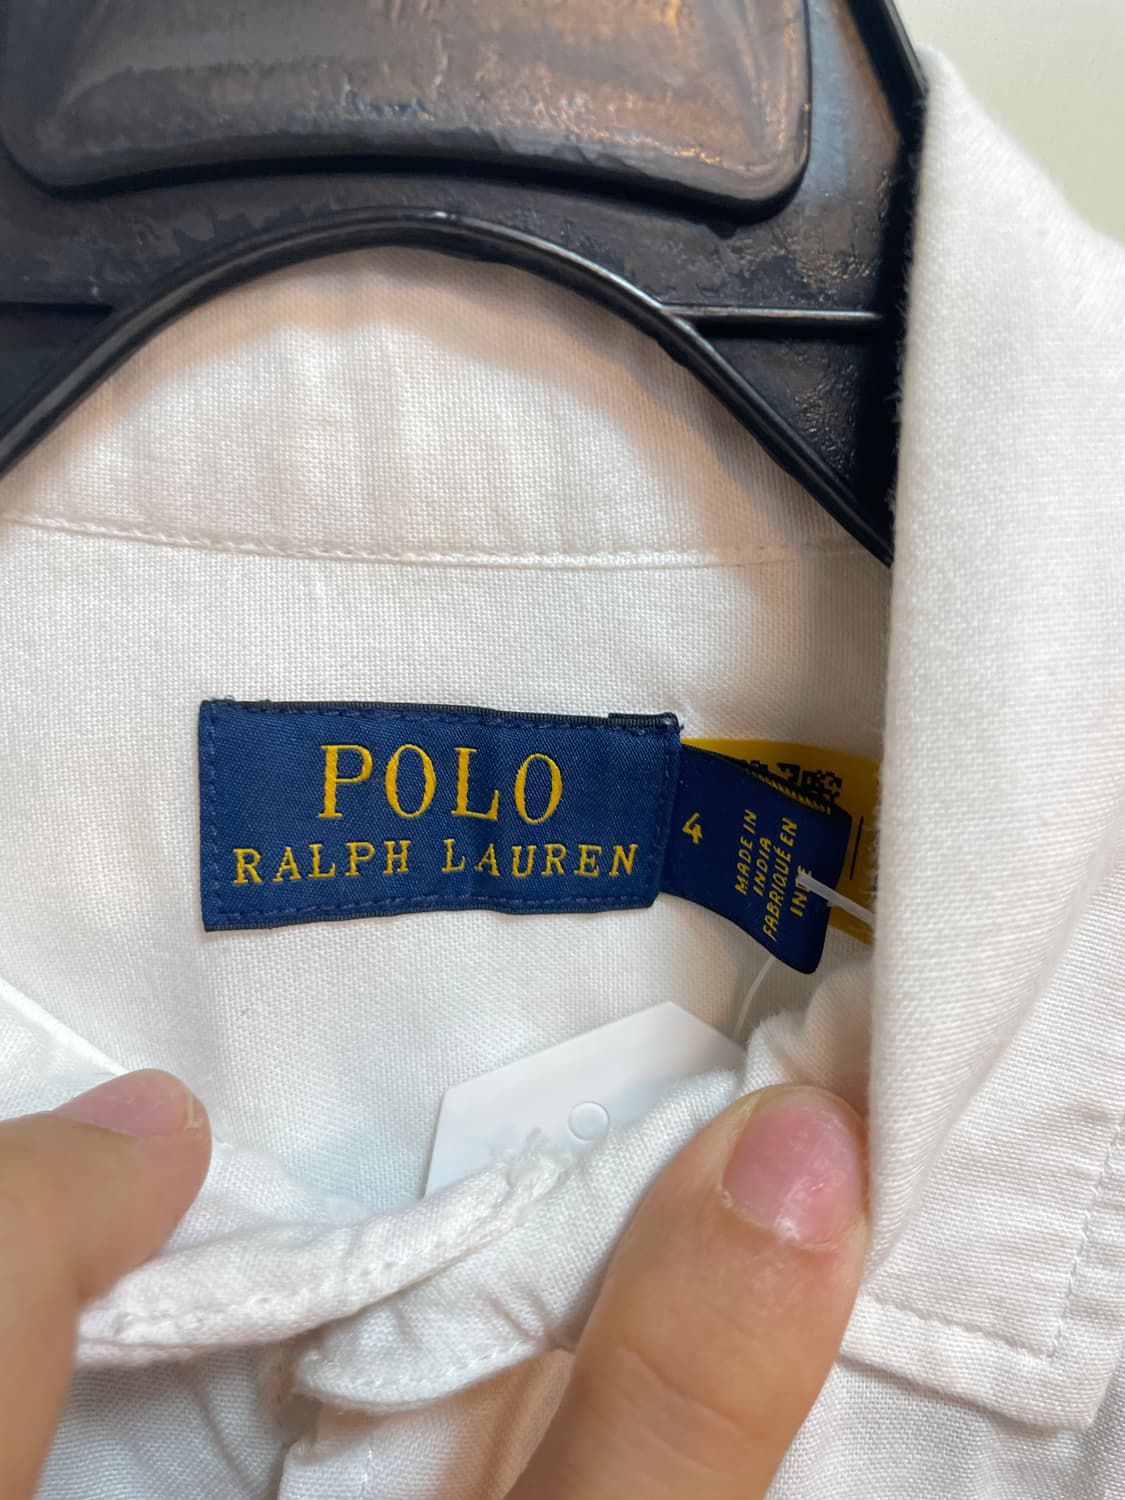 POLO
RALPH LAUREN
4
MADE IN
INDIA
FABRIQUÉ EN
INDE